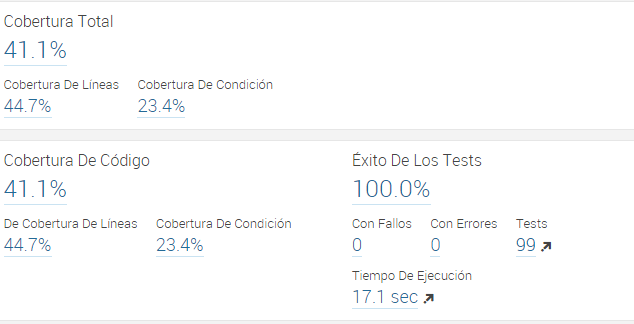 Cobertura Total
41.1%
Cobertura De Líneas Cobertura De Condición
44.7% 23.4%
Cobertura De Código Éxito De Los Tests
41.1% 100.0%
De Cobertura De Líneas Cobertura De Condición Con Fallos Con Errores Tests
44.7% 23.4% 0 0 99
Tiempo De Ejecución
17.1 sec